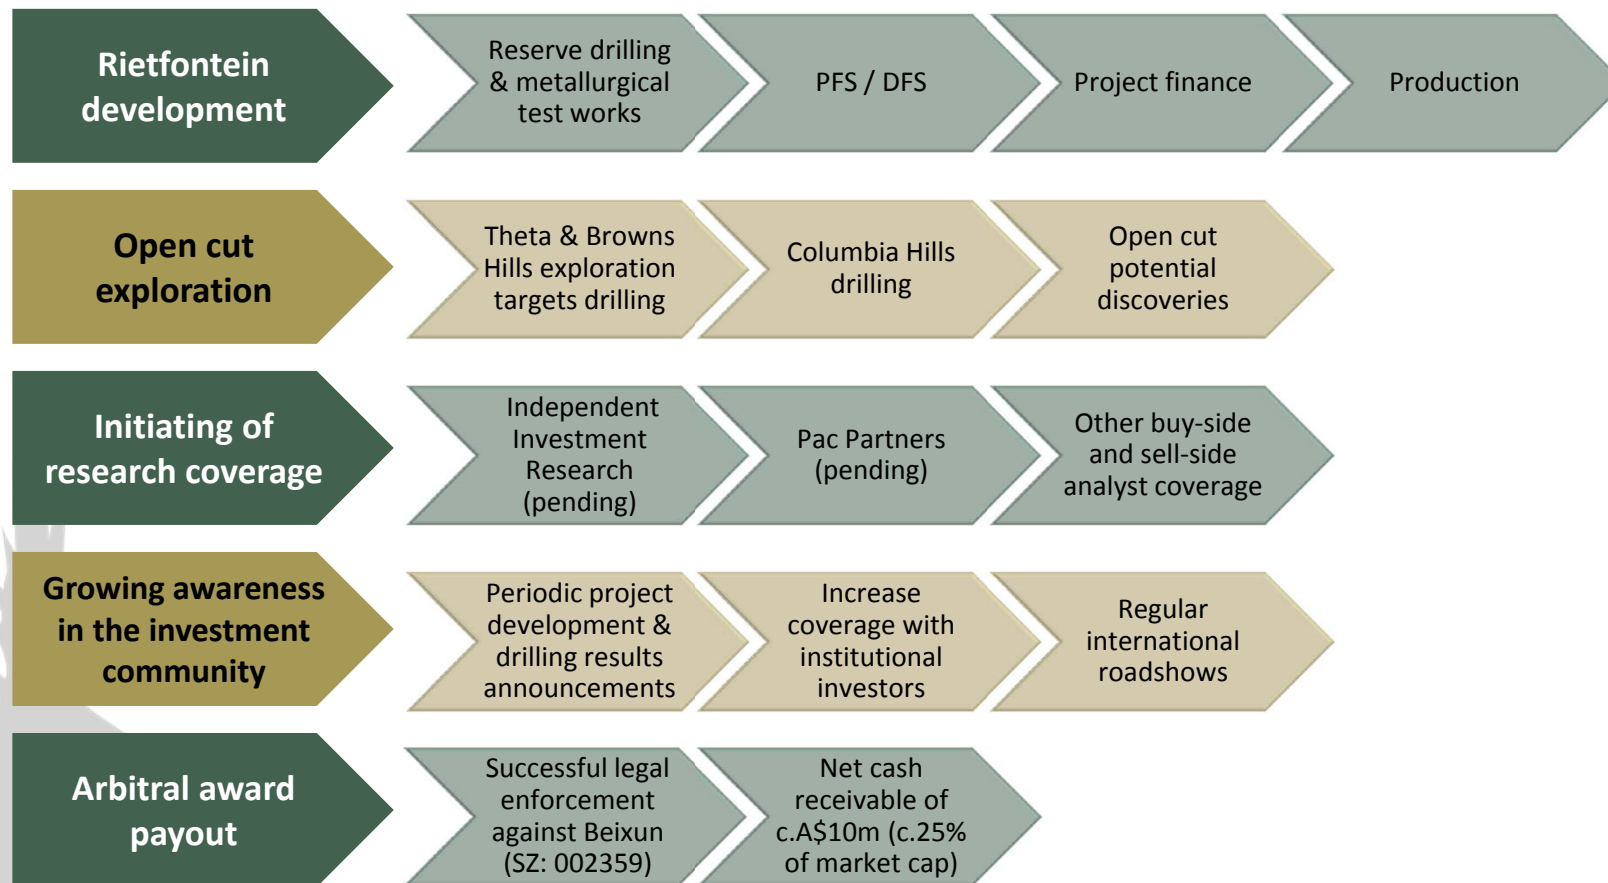 Rietfontein
development
Reserve drilling
& metallurgical
test works
PFS / DFS
Project finance
Production
Open cut
exploration
Theta & Browns
Hills exploration
targets drilling
Columbia Hills
drilling
Open cut
potential
discoveries
Initiating of
research coverage
Independent
Investment
Research
(pending)
Pac Partners
(pending)
Other buy-side
and sell-side
analyst coverage
Growing awareness
in the investment
community
Periodic project
development &
drilling results
announcements
Increase
coverage with
institutional
investors
Regular
international
roadshows
Arbitral award
payout
Successful legal
enforcement
against Beixun
(SZ: 002359)
Net cash
receivable of
c.A$10m (c.25%
of market cap)